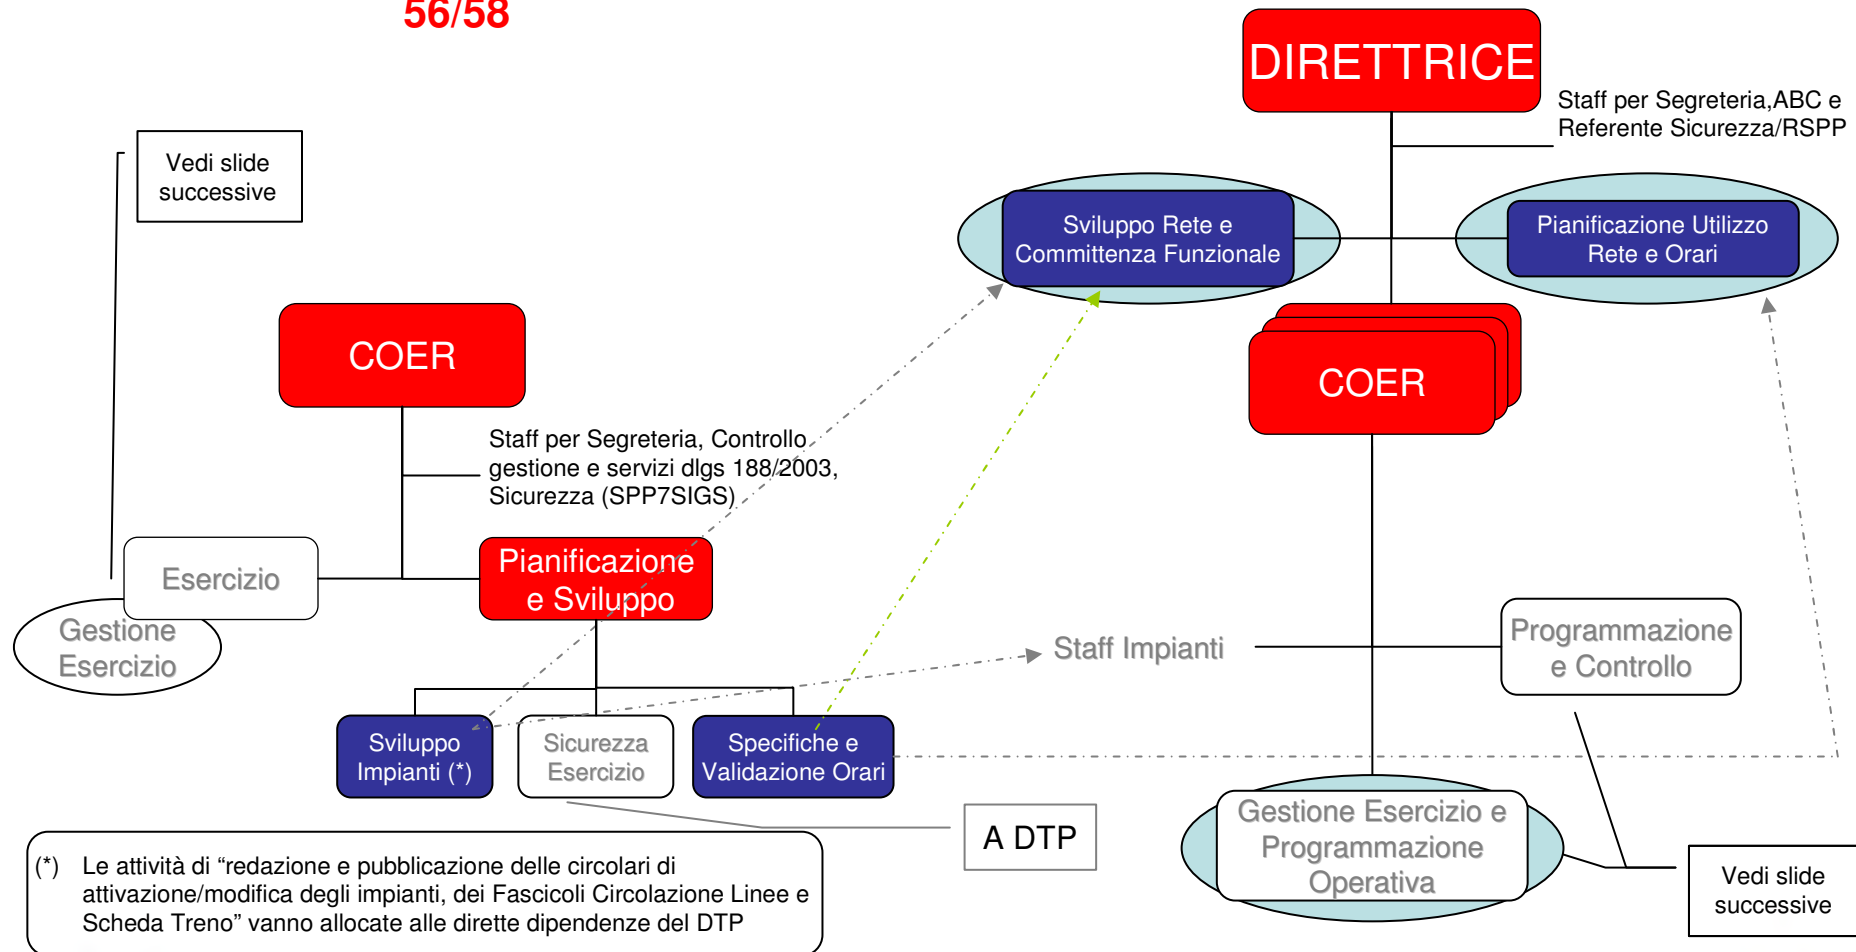 56/58
DIRETTRICE
Staff per Segreteria,ABC e
Referente Sicurezza/RSPP
Vedi slide
successive
Sviluppo Rete e
Committenza Funzionale
Pianificazione Utilizzo
Rete e Orari
COER
COER
Staff per Segreteria, Controllo
gestione e servizi dlgs 188/2003,
Sicurezza (SPP7SIGS)
Esercizio
Pianificazione
e Sviluppo
Gestione
Esercizio
Staff Impianti
Programmazione
e Controllo
Sviluppo
Impianti (*)
Sicurezza
Esercizio
Specifiche e
Validazione Orari
A DTP
Gestione Esercizio e
Programmazione
Operativa
Vedi slide
successive
(*) Le attività di “redazione e pubblicazione delle circolari di
attivazione/modifica degli impianti, dei Fascicoli Circolazione Linee e
Scheda Treno” vanno allocate alle dirette dipendenze del DTP